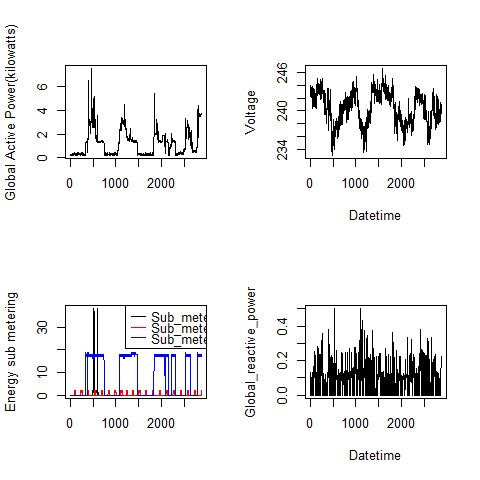 Global Active Power(kilowatts)
0 2 4 6
0 1000 2000
Voltage
234 240 246
0 1000 2000
Datetime
Energy sub metering
0 10 30
0 1000 2000
Sub_mete
Sub_mete
Sub_mete
Global_reactive_power
0.0 0.2 0.4
0 1000 2000
Datetime